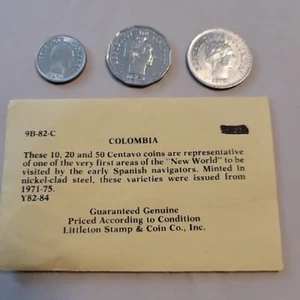 9B-82-C
COLOMBIA
These 10, 20 and 50 Centavo coins are representative
of one of the very first areas of the "New World" to be
visited by the early Spanish navigators. Minted in
nickel-clad steel, these varieties were issued from
1971-75.
Y82-84
Guaranteed Genuine
Priced According to Condition
Littleton Stamp & Coin Co., Inc.